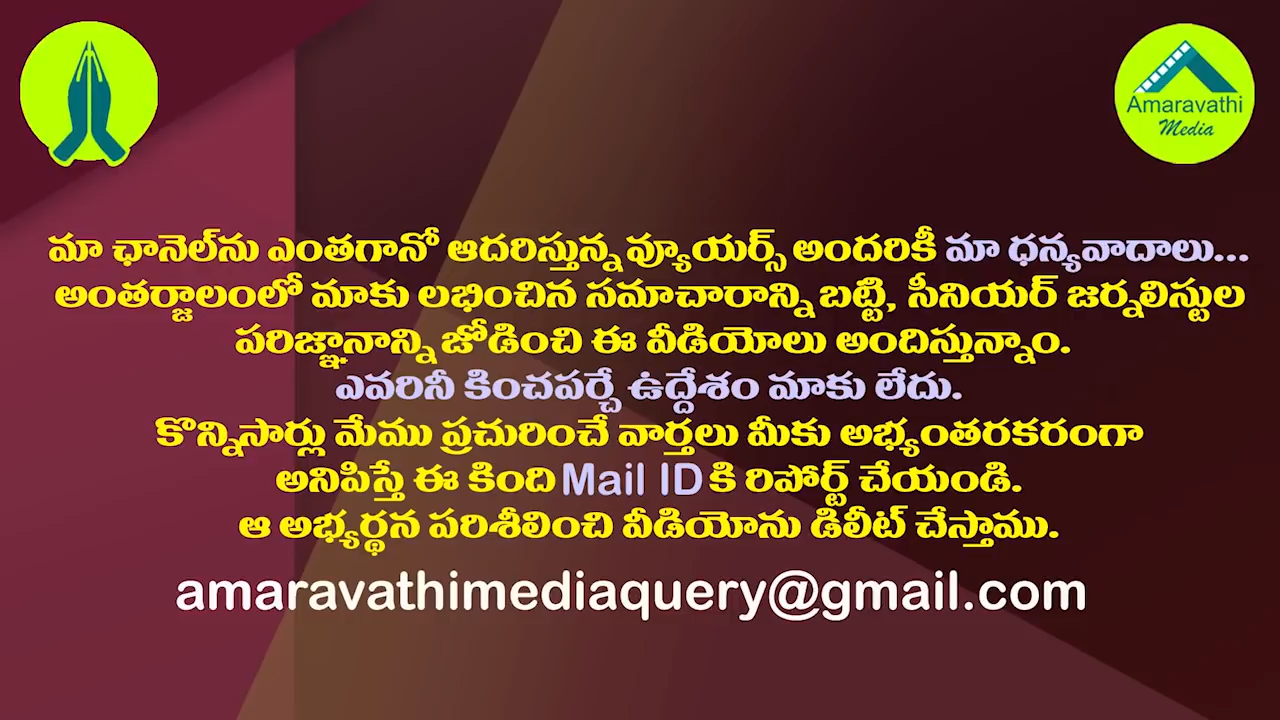 Amaravathi
Media
మా ఛానెల్‌ను ఎంతగానో ఆదరిస్తున్న వ్యూయర్స్ అందరికీ మా ధన్యవాదాలు...
అంతర్జాలంలో మాకు లభించిన సమాచారాన్ని బట్టి, సీనియర్ జర్నలిస్టుల
పరిజ్ఞానాన్ని జోడించి ఈ వీడియోలు అందిస్తున్నాం.
ఎవరినీ కించపర్చే ఉద్దేశం మాకు లేదు.
కొన్నిసార్లు మేము ప్రచురించే వార్తలు మీకు అభ్యంతరకరంగా
అనిపిస్తే ఈ కింది Mail ID కి రిపోర్ట్ చేయండి.
ఆ అభ్యర్థన పరిశీలించి వీడియోను డిలీట్ చేస్తాము.
amaravathimediaquery@gmail.com